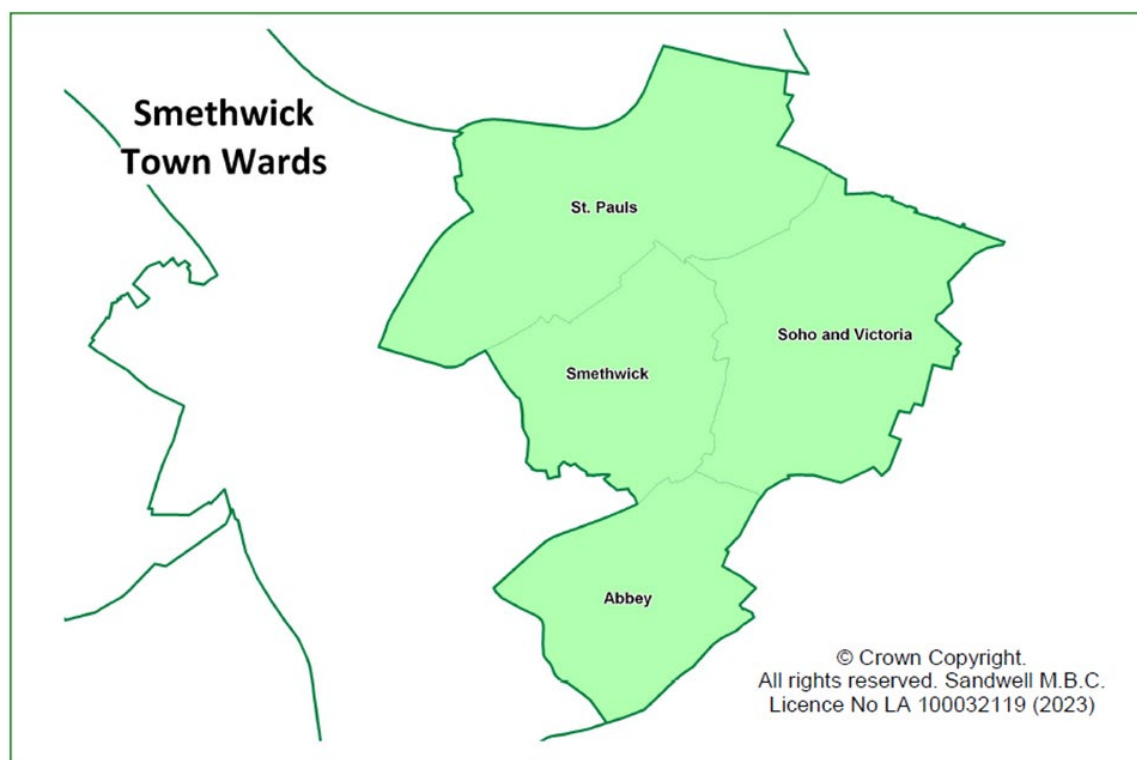 Smethwick
Town Wards
St. Pauls
Soho and Victoria
Smethwick
Abbey
© Crown Copyright.
All rights reserved. Sandwell M.B.C.
Licence No LA 100032119 (2023)